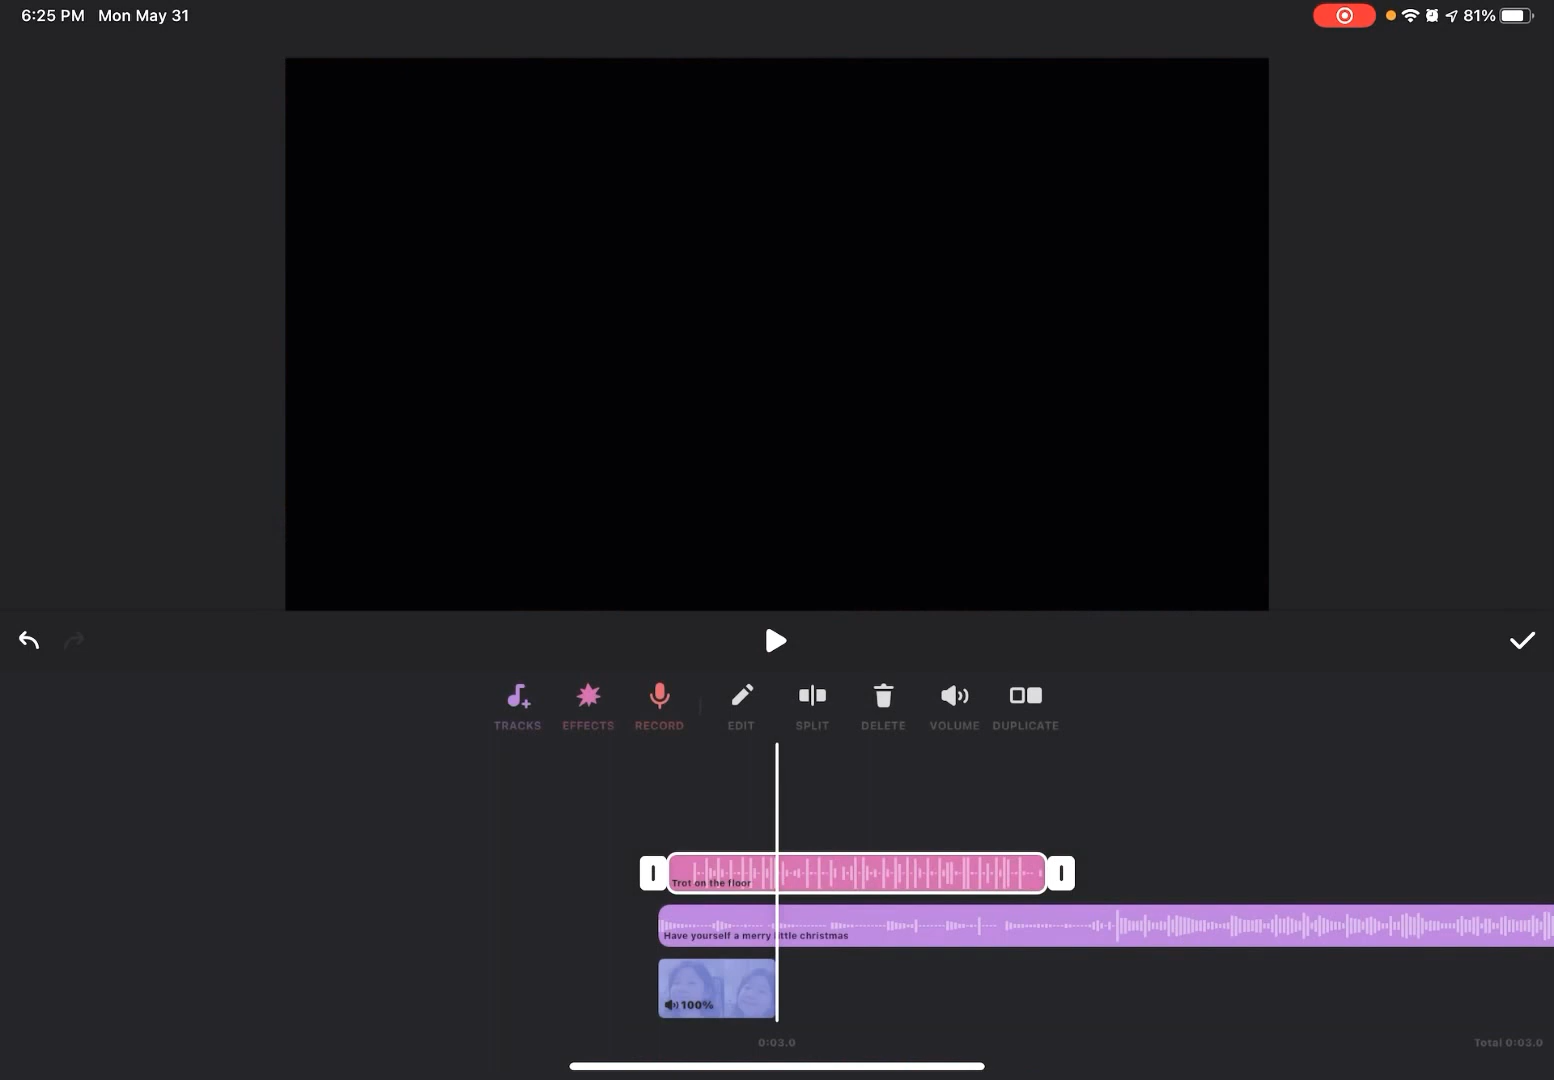 6:25 PM Mon May 31
81%
TRACKS EFFECTS RECORD EDIT SPLIT DELETE VOLUME DUPLICATE
Trot on the floor
Have yourself a merry little christmas
100%
0:03.0 Total 0:03.0